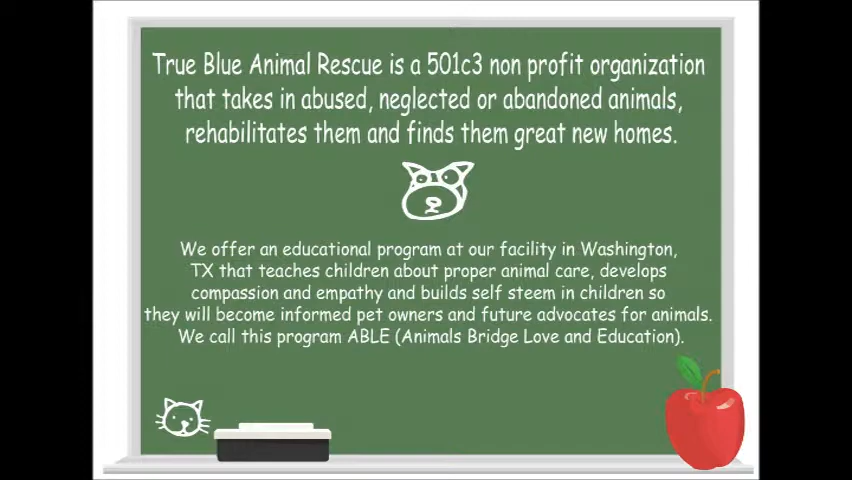 True Blue Animal Rescue is a 501c3 non profit organization
that takes in abused, neglected or abandoned animals,
rehabilitates them and finds them great new homes.
We offer an educational program at our facility in Washington,
TX that teaches children about proper animal care, develops
compassion and empathy and builds self steem in children so
they will become informed pet owners and future advocates for animals.
We call this program ABLE (Animals Bridge Love and Education).